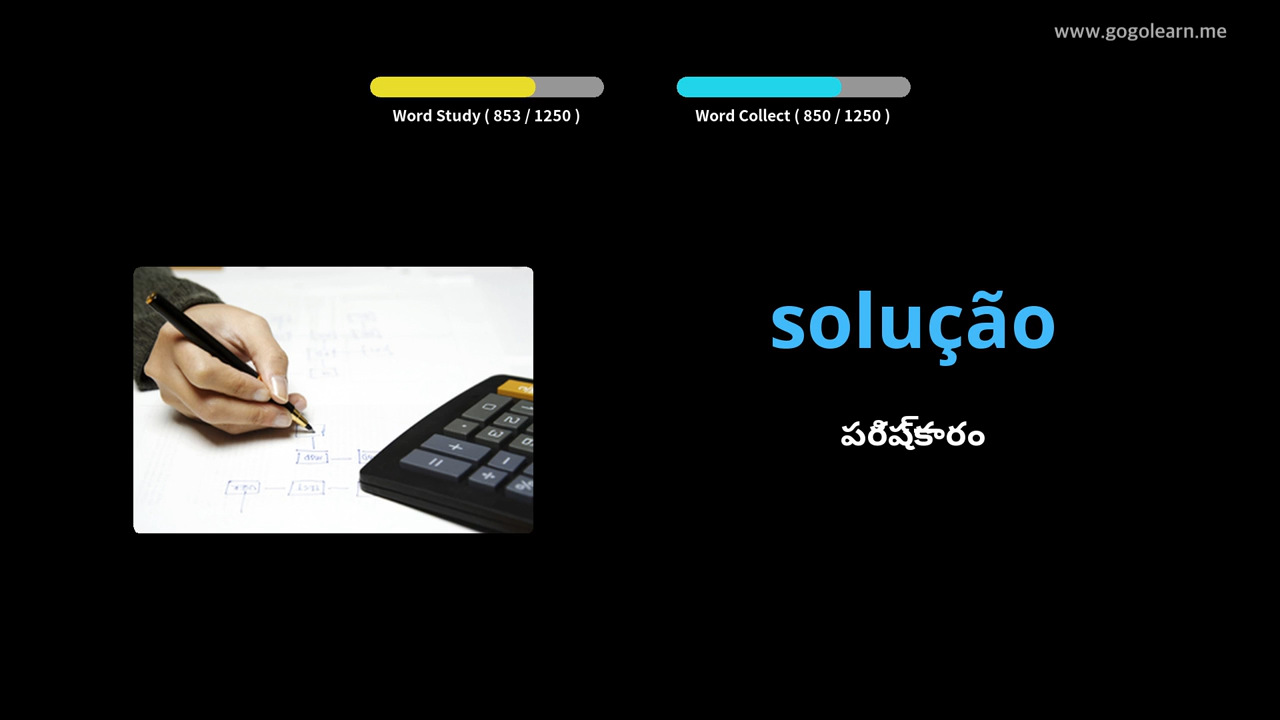 www.gogolearn.me
Word Study ( 853 / 1250 )
Word Collect ( 850 / 1250 )
solução
పరిష్కారం